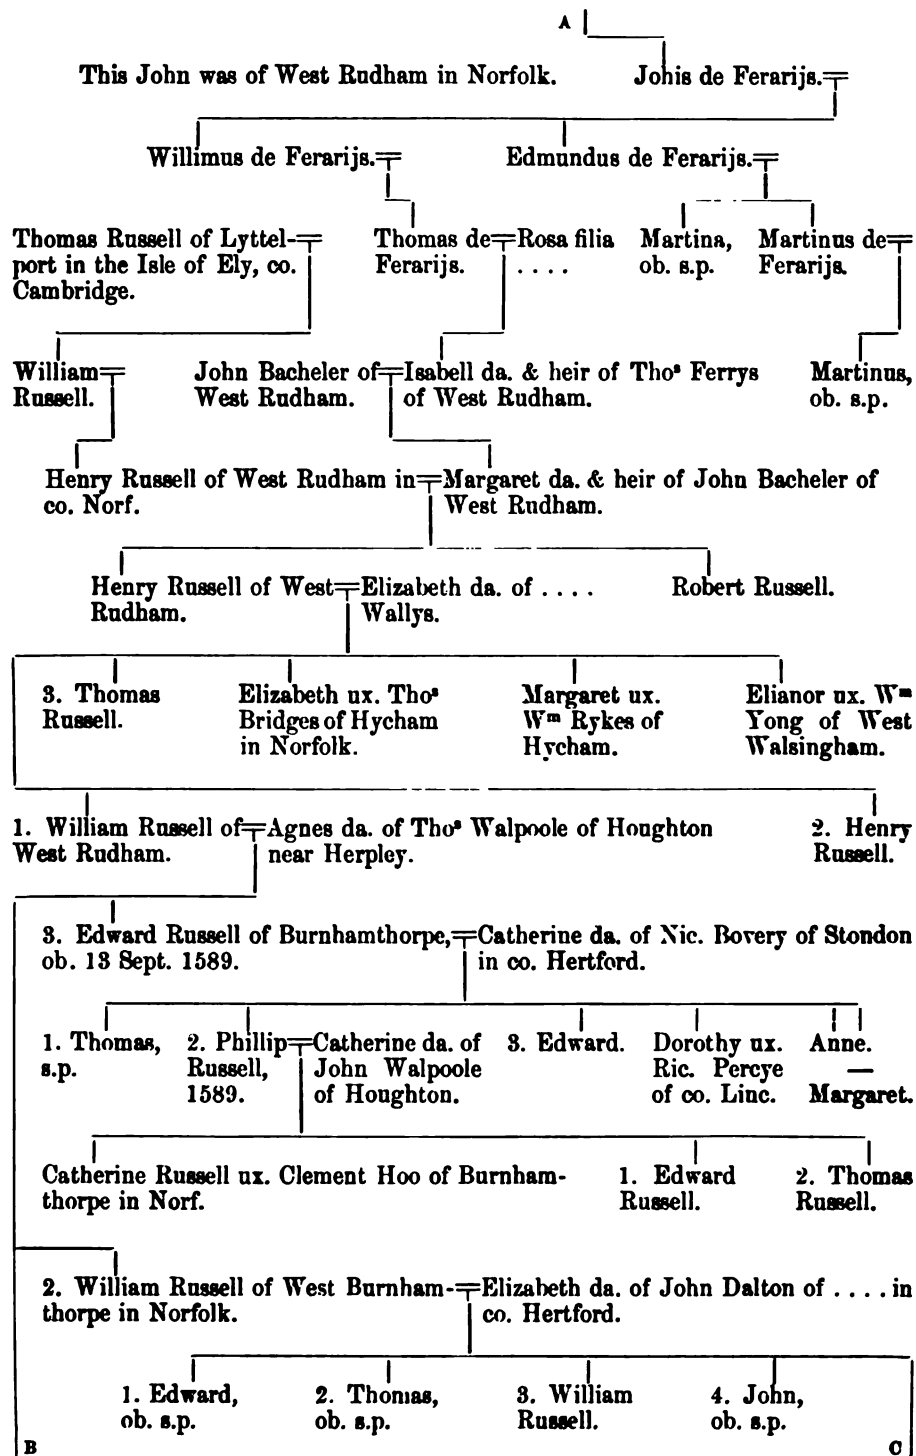 A
This John was of West Rudham in Norfolk. Johis de Ferarijs.
Willimus de Ferarijs. Edmundus de Ferarijs.
Thomas Russell of Lyttel-
port in the Isle of Ely, co.
Cambridge.
Thomas de
Ferarijs.
Rosa filia
. . . .
Martina,
ob. s.p.
Martinus de
Ferarijs.
William
Russell.
John Bacheler of
West Rudham.
Isabell da. & heir of Thoˢ Ferrys
of West Rudham.
Martinus,
ob. s.p.
Henry Russell of West Rudham in
co. Norf.
Margaret da. & heir of John Bacheler of
West Rudham.
Henry Russell of West
Rudham.
Elizabeth da. of . . . .
Wallys.
Robert Russell.
3. Thomas
Russell.
Elizabeth ux. Thoˢ
Bridges of Hycham
in Norfolk.
Margaret ux.
Wᵐ Rykes of
Hycham.
Elianor ux. Wᵐ
Yong of West
Walsingham.
1. William Russell of
West Rudham.
Agnes da. of Thoˢ Walpoole of Houghton
near Herpley.
2. Henry
Russell.
3. Edward Russell of Burnhamthorpe,
ob. 13 Sept. 1589.
Catherine da. of Nic. Bovery of Stondon
in co. Hertford.
1. Thomas,
s.p.
2. Phillip
Russell,
1589.
Catherine da. of
John Walpoole
of Houghton.
3. Edward.
Dorothy ux.
Ric. Percye
of co. Linc.
Anne.
—
Margaret.
Catherine Russell ux. Clement Hoo of Burnham-
thorpe in Norf.
1. Edward
Russell.
2. Thomas
Russell.
2. William Russell of West Burnham-
thorpe in Norfolk.
Elizabeth da. of John Dalton of . . . . in
co. Hertford.
1. Edward,
ob. s.p.
2. Thomas,
ob. s.p.
3. William
Russell.
4. John,
ob. s.p.
B C